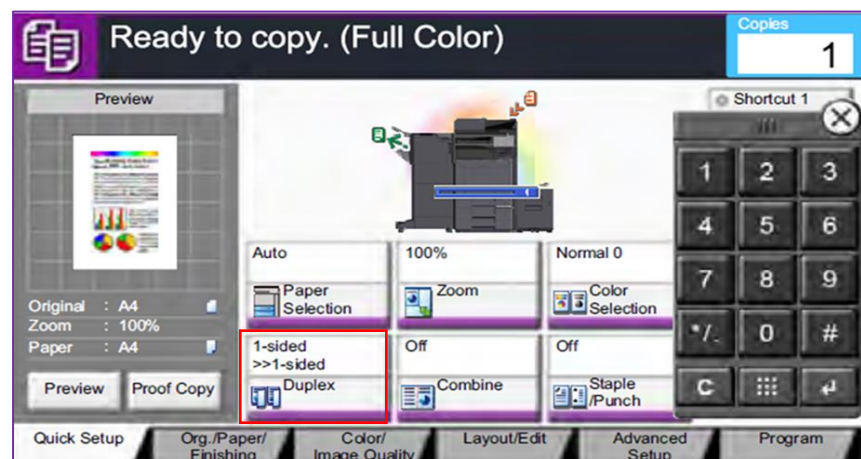 Ready to copy. (Full Color)
Copies
1
Preview
Shortcut 1
1 2 3
4 5 6
7 8 9
*/. 0 #
C
Original : A4
Zoom : 100%
Paper : A4
Preview
Proof Copy
Auto
Paper
Selection
100%
Zoom
Normal 0
Color
Selection
1-sided
>>1-sided
Duplex
Off
Combine
Off
Staple
/Punch
Quick Setup
Org./Paper/
Finishing
Color/
Image Quality
Layout/Edit
Advanced
Setup
Program